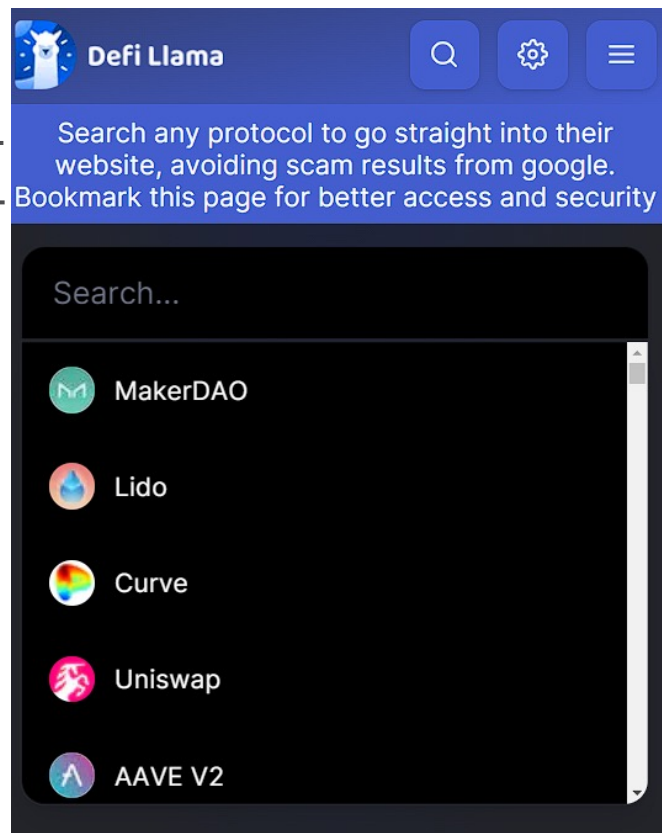 Defi Llama
Search any protocol to go straight into their
website, avoiding scam results from google.
Bookmark this page for better access and security
Search...
MakerDAO
Lido
Curve
Uniswap
AAVE V2